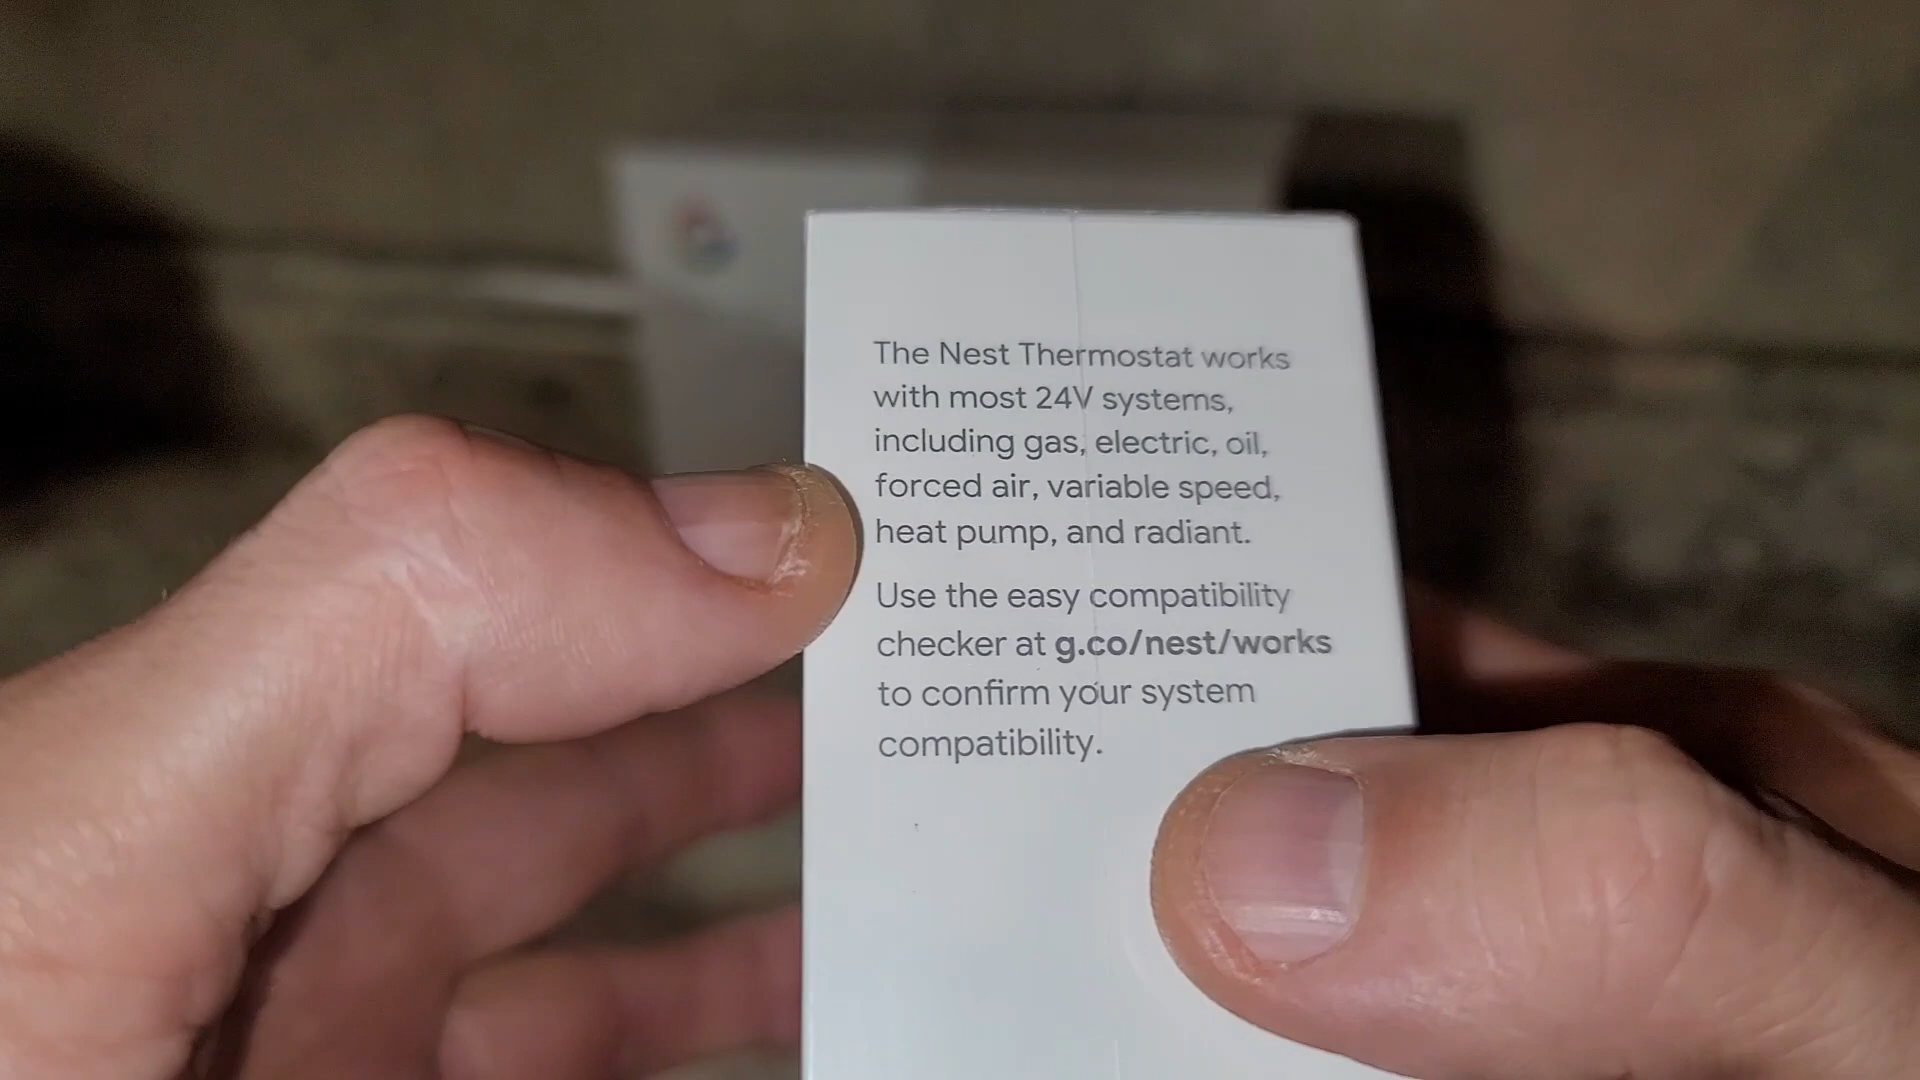 The Nest Thermostat works
with most 24V systems,
including gas, electric, oil,
forced air, variable speed,
heat pump, and radiant.
Use the easy compatibility
checker at g.co/nest/works
to confirm your system
compatibility.